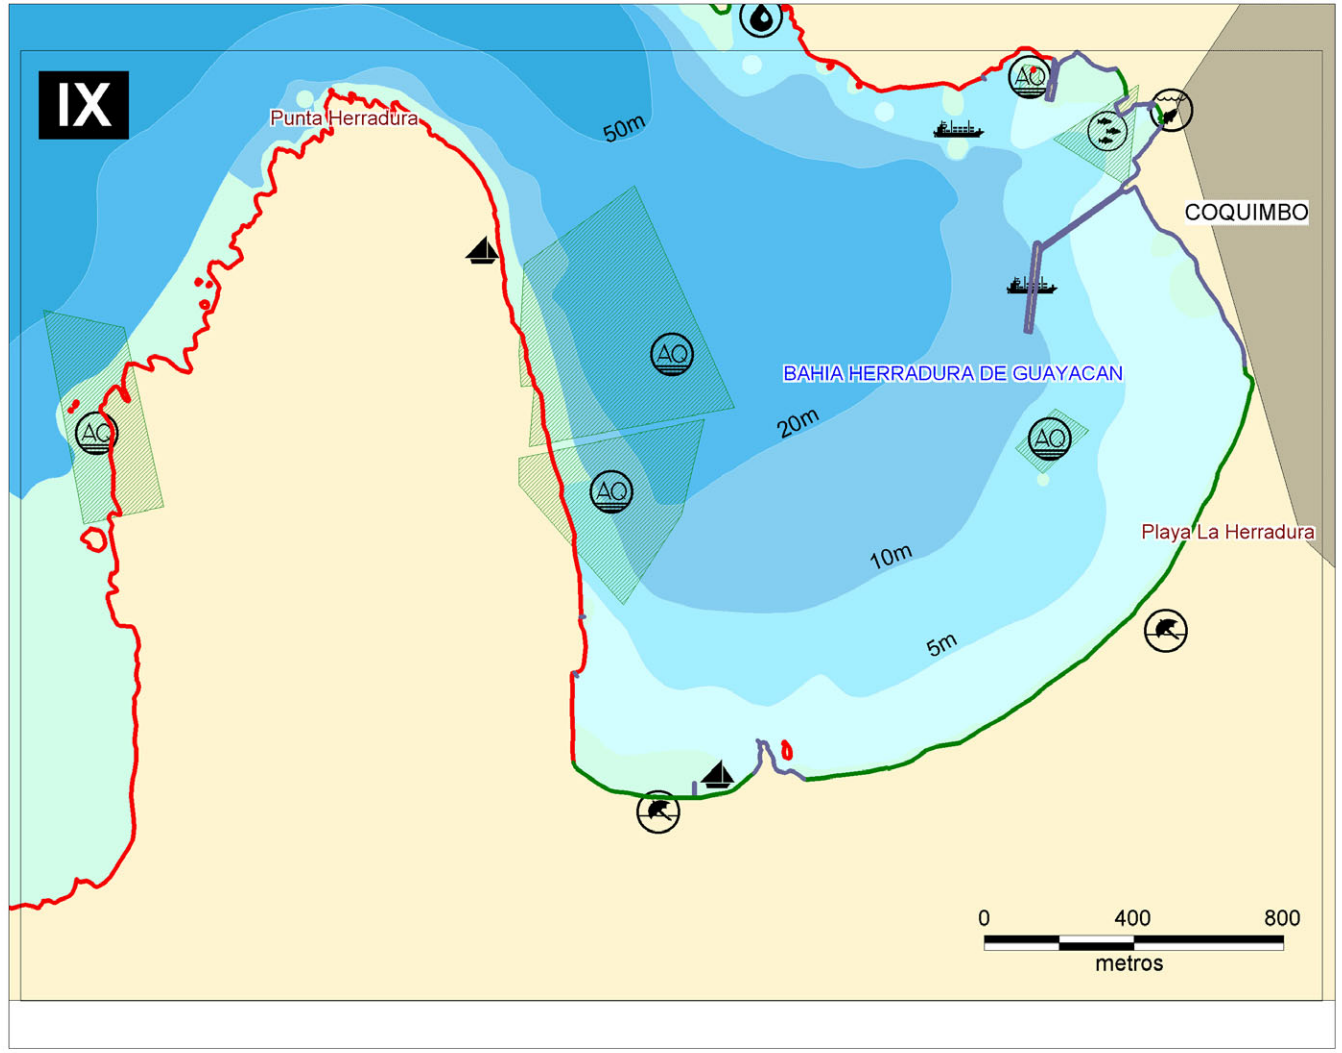 IX
Punta Herradura
50m
AQ
COQUIMBO
AQ
BAHIA HERRADURA DE GUAYACAN
20m
AQ
AQ
AQ
Playa La Herradura
10m
5m
0 400 800
metros